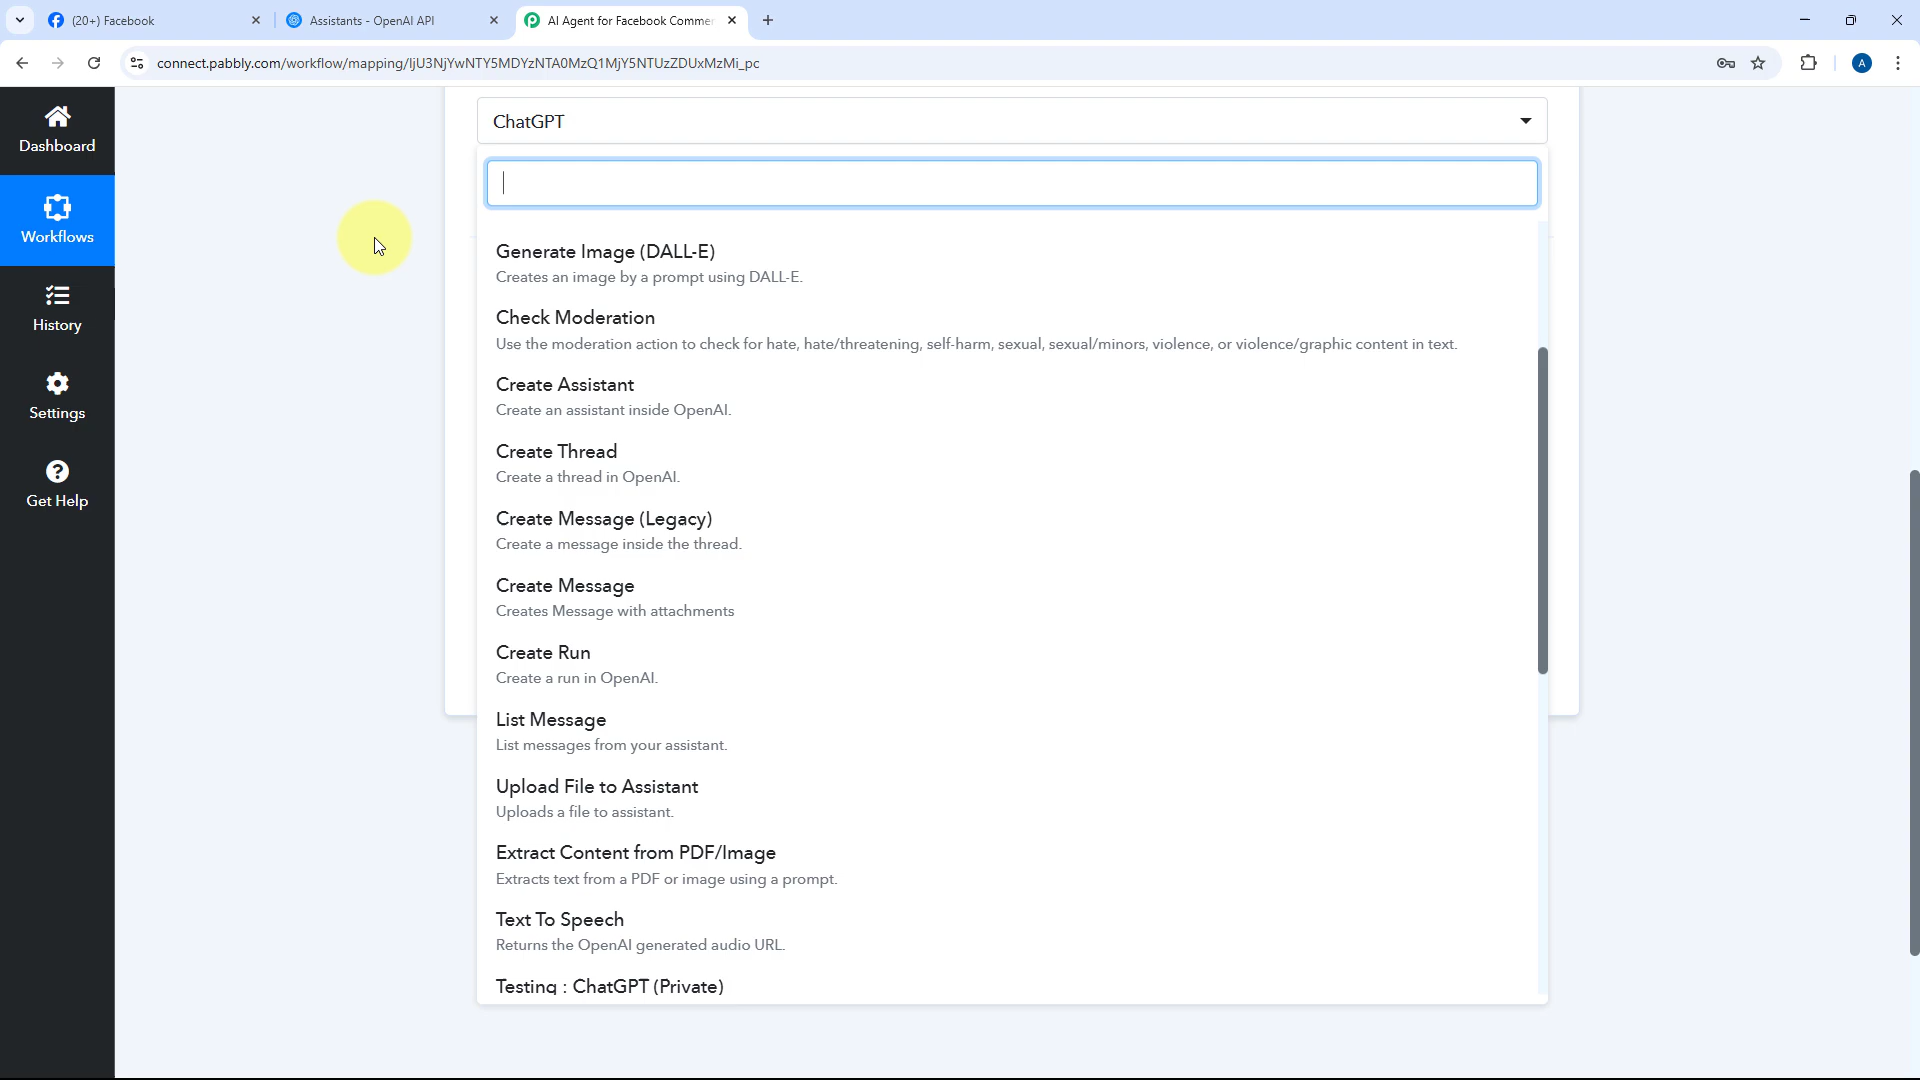 (20+) Facebook
Assistants - OpenAI API
AI Agent for Facebook Commer
connect.pabbly.com/workflow/mapping/IjU3NjYwNTY5MDYzNTA0MzQ1MjY5NTUzZDUxMzMi_pc
A
Dashboard
Workflows
History
Settings
Get Help
ChatGPT
Generate Image (DALL-E)
Creates an image by a prompt using DALL-E.
Check Moderation
Use the moderation action to check for hate, hate/threatening, self-harm, sexual, sexual/minors, violence, or violence/graphic content in text.
Create Assistant
Create an assistant inside OpenAI.
Create Thread
Create a thread in OpenAI.
Create Message (Legacy)
Create a message inside the thread.
Create Message
Creates Message with attachments
Create Run
Create a run in OpenAI.
List Message
List messages from your assistant.
Upload File to Assistant
Uploads a file to assistant.
Extract Content from PDF/Image
Extracts text from a PDF or image using a prompt.
Text To Speech
Returns the OpenAI generated audio URL.
Testing : ChatGPT (Private)